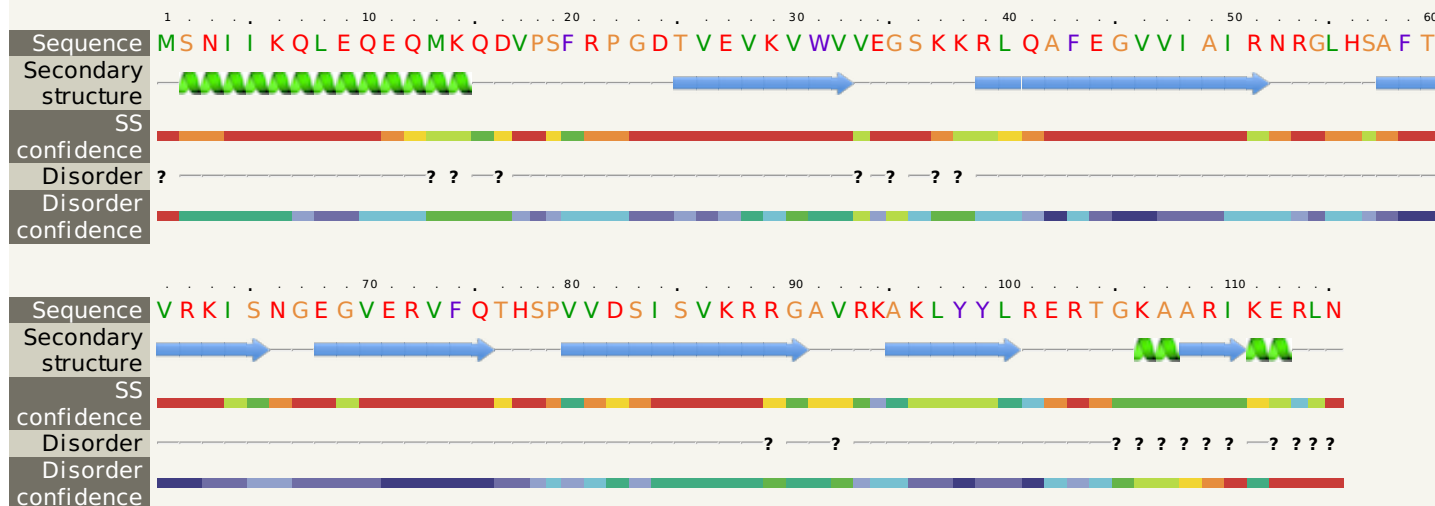 1 10 20 30 40 50 60
Sequence M S N I I K Q L E Q E Q M K Q D V P S F R P G D T V E V K V W V V E G S K K R L Q A F E G V V I A I R N R G L H S A F T
Secondary
structure
SS
confidence
Disorder ? ? ? ? ? ? ? ?
Disorder
confidence
70 80 90 100 110
Sequence V R K I S N G E G V E R V F Q T H S P V V D S I S V K R R G A V R K A K L Y Y L R E R T G K A A R I K E R L N
Secondary
structure
SS
confidence
Disorder ? ? ? ? ? ? ? ? ? ? ? ?
Disorder
confidence